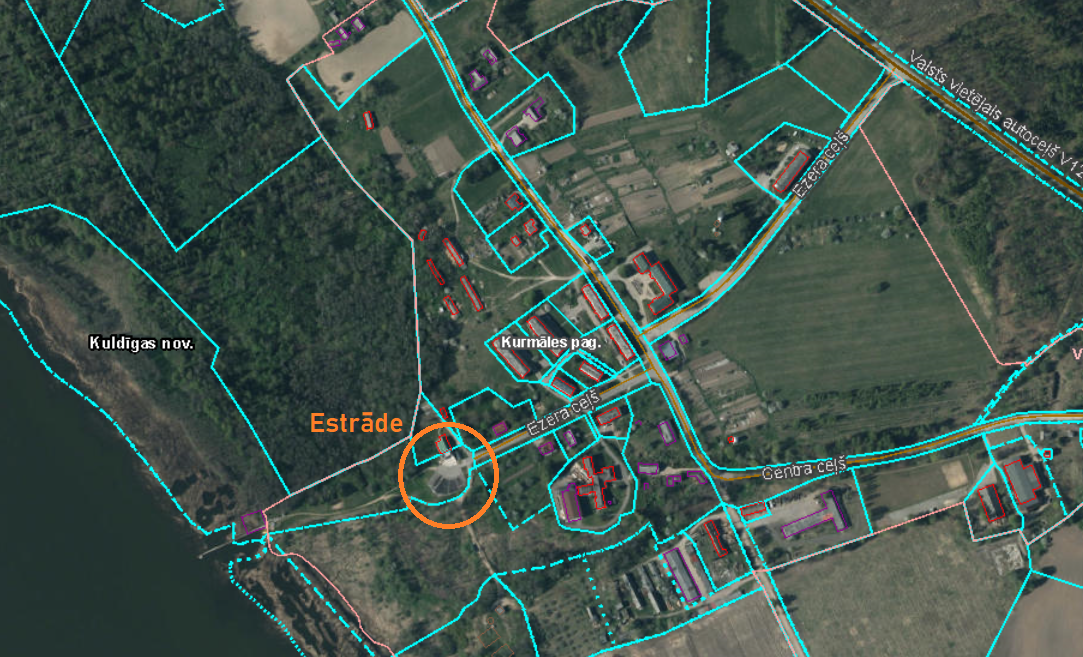 Valsts vietējais autoceļš V12
Ezera ceļš
Kuldīgas nov.
Kurmāles pag.
V
Estrāde
Ezera ceļš
Centra ceļš